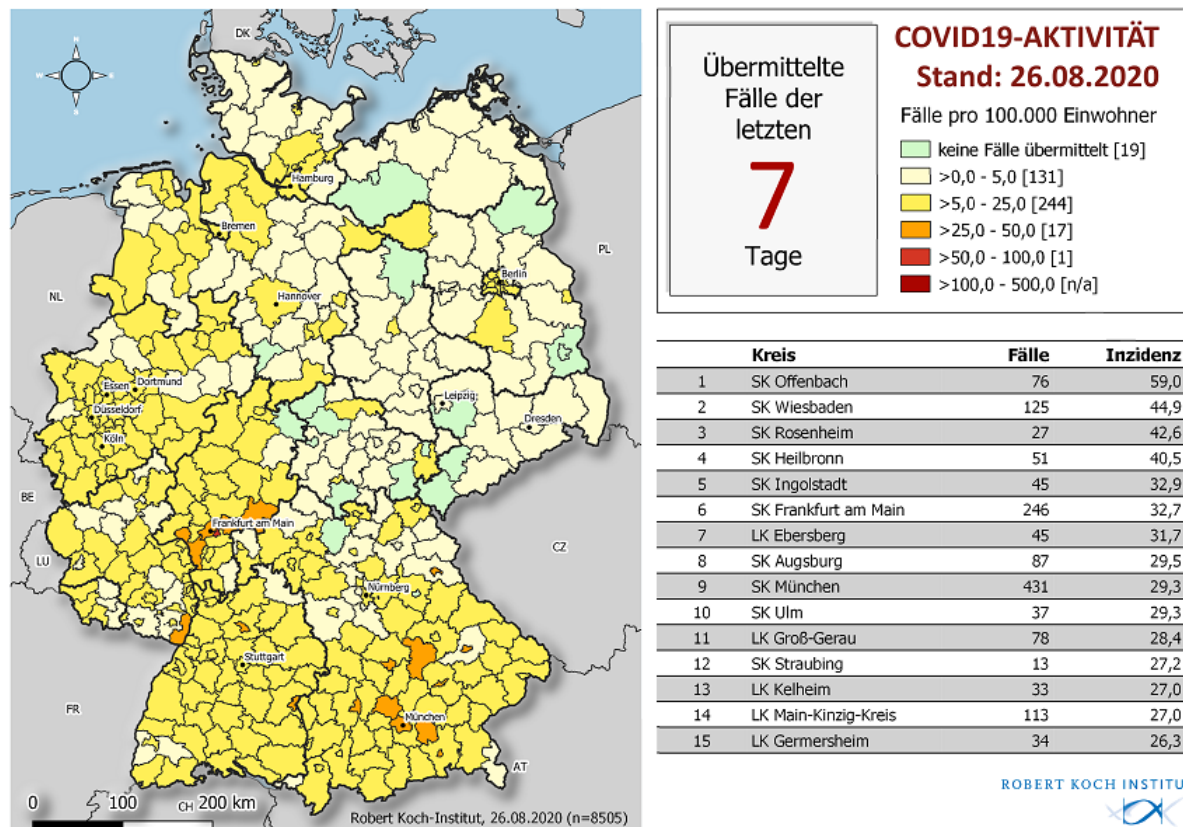 DK
N
W
E
S
Hamburg
Bremen
PL
Berlin
NL
Hannover
Essen
Dortmund
Düsseldorf
Leipzig
Dresden
Köln
BE
Frankfurt am Main
LU
CZ
Nürnberg
Stuttgart
FR
München
AT
0 100 200 km
CH
Robert Koch-Institut, 26.08.2020 (n=8505)
Übermittelte
Fälle der
letzten
7
Tage
COVID19-AKTIVITÄT
Stand: 26.08.2020
Fälle pro 100.000 Einwohner
keine Fälle übermittelt [19]
>0,0 - 5,0 [131]
>5,0 - 25,0 [244]
>25,0 - 50,0 [17]
>50,0 - 100,0 [1]
>100,0 - 500,0 [n/a]
Kreis Fälle Inzidenz
1 SK Offenbach 76 59,0
2 SK Wiesbaden 125 44,9
3 SK Rosenheim 27 42,6
4 SK Heilbronn 51 40,5
5 SK Ingolstadt 45 32,9
6 SK Frankfurt am Main 246 32,7
7 LK Ebersberg 45 31,7
8 SK Augsburg 87 29,5
9 SK München 431 29,3
10 SK Ulm 37 29,3
11 LK Groß-Gerau 78 28,4
12 SK Straubing 13 27,2
13 LK Kelheim 33 27,0
14 LK Main-Kinzig-Kreis 113 27,0
15 LK Germersheim 34 26,3
ROBERT KOCH INSTITU